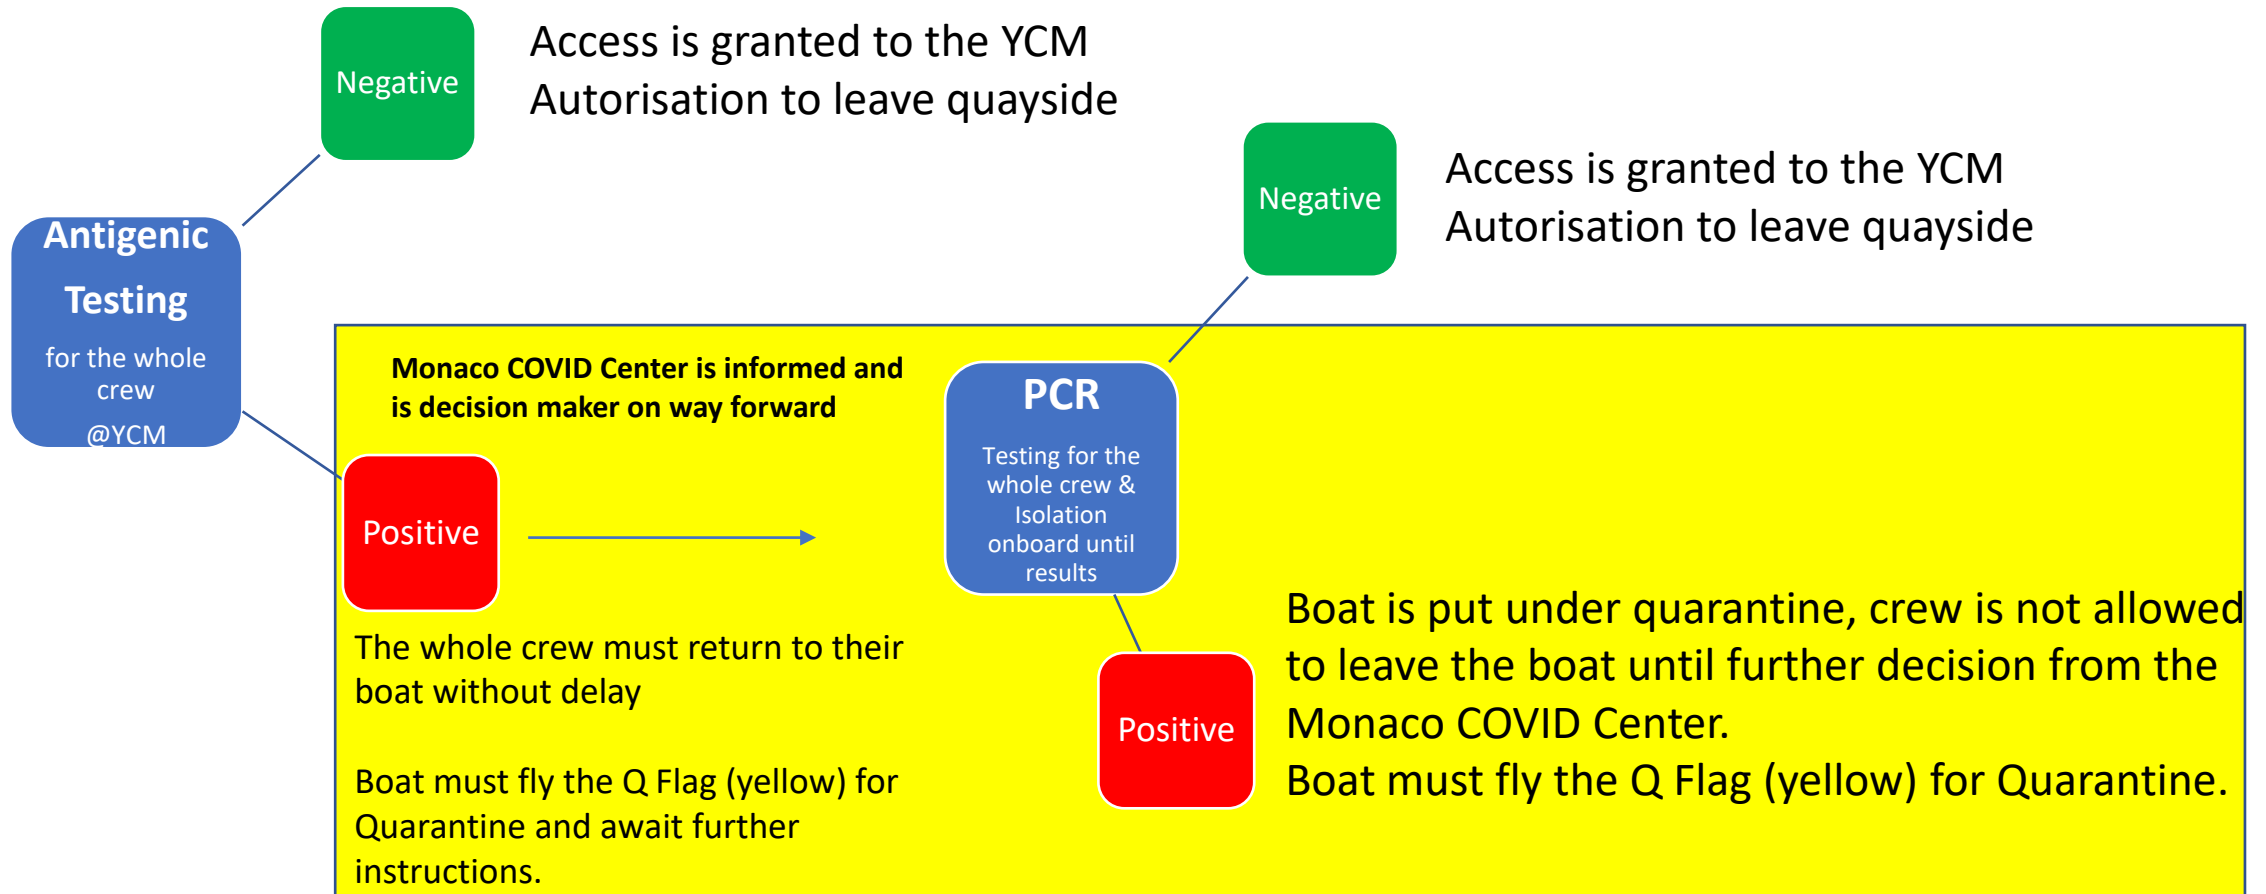 Negative
Access is granted to the YCM
Autorisation to leave quayside
Antigenic
Testing
for the whole
crew
@YCM
Negative
Access is granted to the YCM
Autorisation to leave quayside
Monaco COVID Center is informed and
is decision maker on way forward
Positive
The whole crew must return to their
boat without delay
Boat must fly the Q Flag (yellow) for
Quarantine and await further
instructions.
PCR
Testing for the
whole crew &
Isolation
onboard until
results
Positive
Boat is put under quarantine, crew is not allowed
to leave the boat until further decision from the
Monaco COVID Center.
Boat must fly the Q Flag (yellow) for Quarantine.